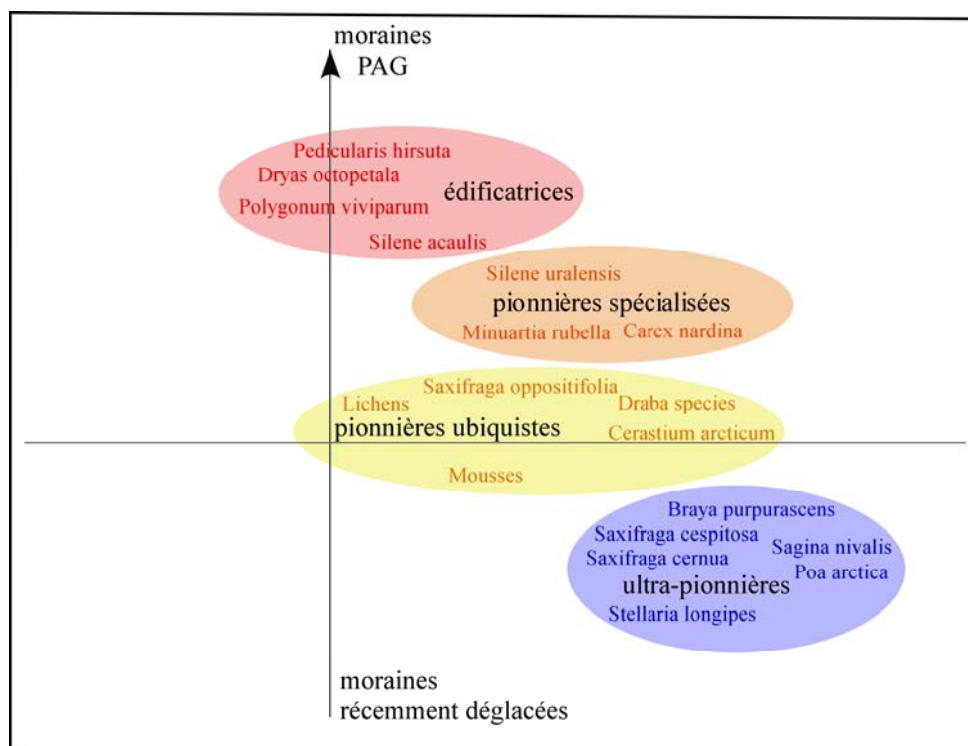 moraines
PAG
Pedicularis hirsuta
Dryas octopetala
édificatrices
Polygonum viviparum
Silene acaulis
Silene uralensis
pionnières spécialisées
Minuartia rubella
Carex nardina
Saxifraga oppositifolia
Lichens
Draba species
pionnières ubiquistes
Cerastium arcticum
Mousses
Braya purpurascens
Saxifraga cespitosa
Sagina nivalis
Saxifraga cernua
Poa arctica
ultra-pionnières
Stellaria longipes
moraines
récemment déglacées